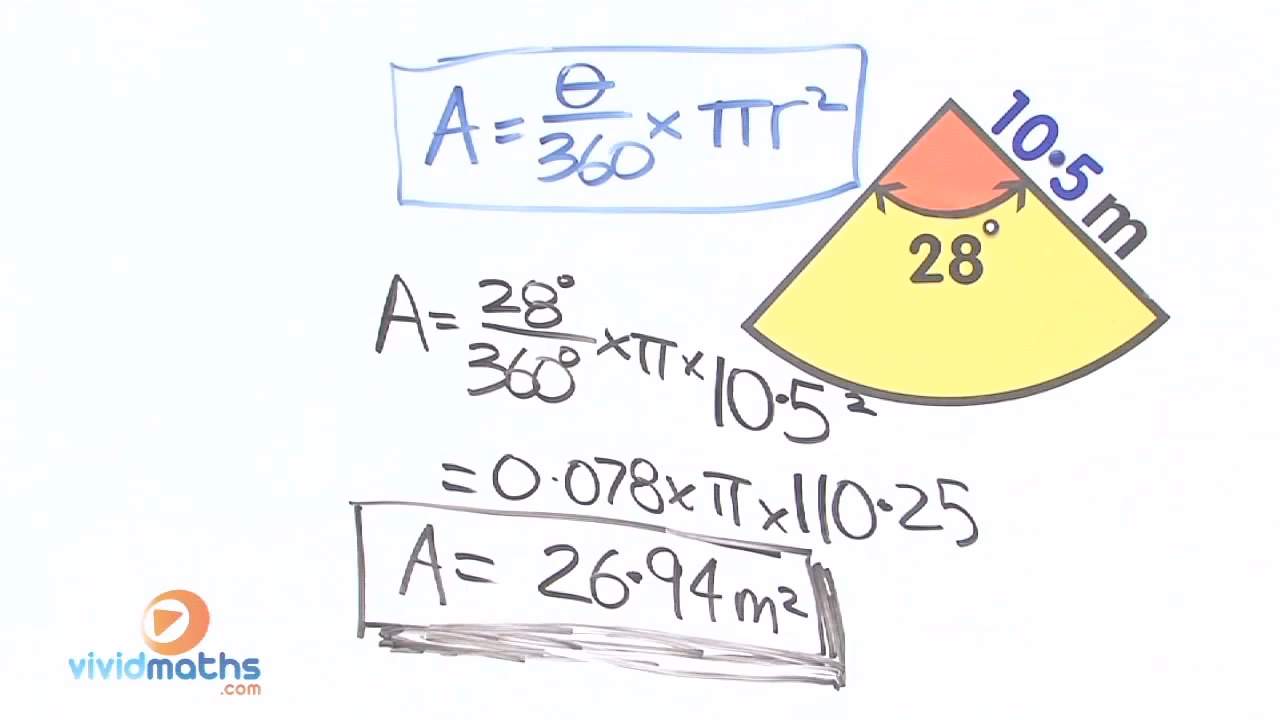 A = θ/360 × πr²
10·5 m
28°
A = 28°/360° × π × 10·5²
= 0·078 × π × 110·25
A = 26·94 m²
vividmaths
.com